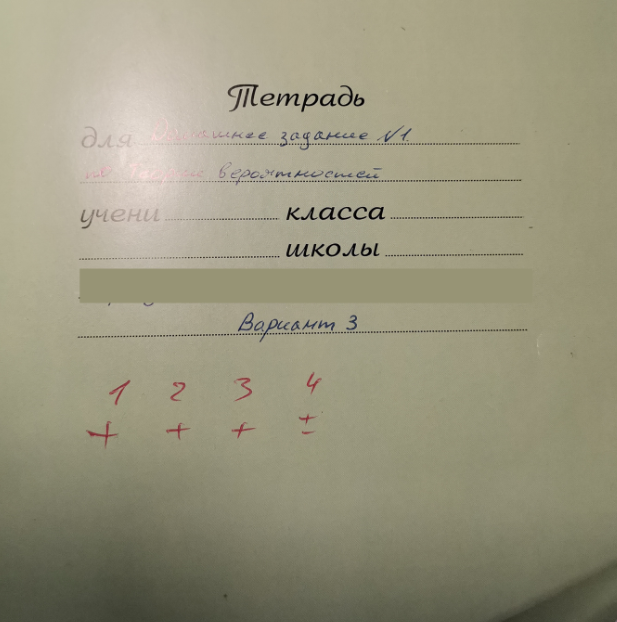 Тетрадь
для Домашнее задание №1
по Теории вероятностей
учени класса
школы
Вариант 3
1 2 3 4
+ + + ±